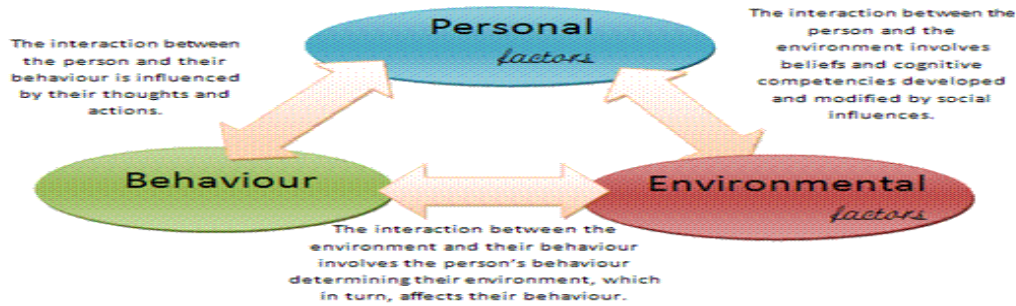 Personal
factors
The interaction between
the person and their
behaviour is influenced
by their thoughts and
actions.
The interaction between the
person and the
environment involves
beliefs and cognitive
competencies developed
and modified by social
influences.
Behaviour
Environmental
factors
The interaction between the
environment and their behaviour
involves the person's behaviour
determining their environment, which
in turn, affects their behaviour.